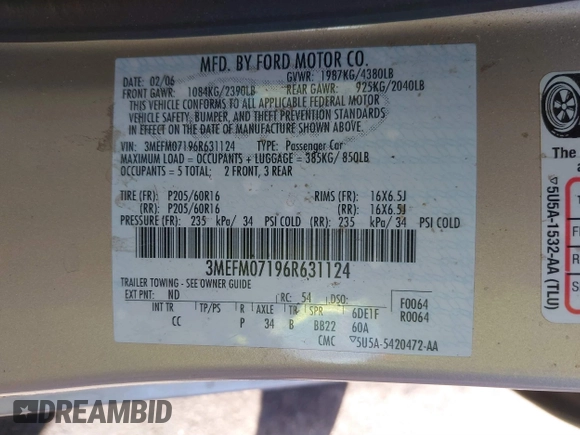 MFD. BY FORD MOTOR CO.
DATE: 02/06 GVWR: 1987KG/4380LB
FRONT GAWR: 1084KG/2390LB REAR GAWR: 925KG/2040LB
THIS VEHICLE CONFORMS TO ALL APPLICABLE FEDERAL MOTOR
VEHICLE SAFETY, BUMPER, AND THEFT PREVENTION STANDARDS
IN EFFECT ON THE DATE OF MANUFACTURE SHOWN ABOVE.
VIN: 3MEFM07196R631124 TYPE: Passenger Car
MAXIMUM LOAD = OCCUPANTS + LUGGAGE = 385KG/ 850LB
OCCUPANTS = 5 TOTAL; 2 FRONT, 3 REAR
TIRE (FR): P205/60R16 RIMS (FR): 16X6.5J
(RR): P205/60R16 (RR): 16X6.5J
PRESSURE (FR): 235 kPa/ 34 PSI COLD (RR): 235 kPa/ 34 PSI COLD
3MEFM07196R631124
TRAILER TOWING - SEE OWNER GUIDE
EXT PNT: ND RC: 54 DSO: F0064
INT TR TP/PS R AXLE TR SPR 6DE1F R0064
CC P 34 B BB22 60A
CMC ▽5U5A-5420472-AA
▽5U5A-1532-AA (TLU)
The
DREAMBID